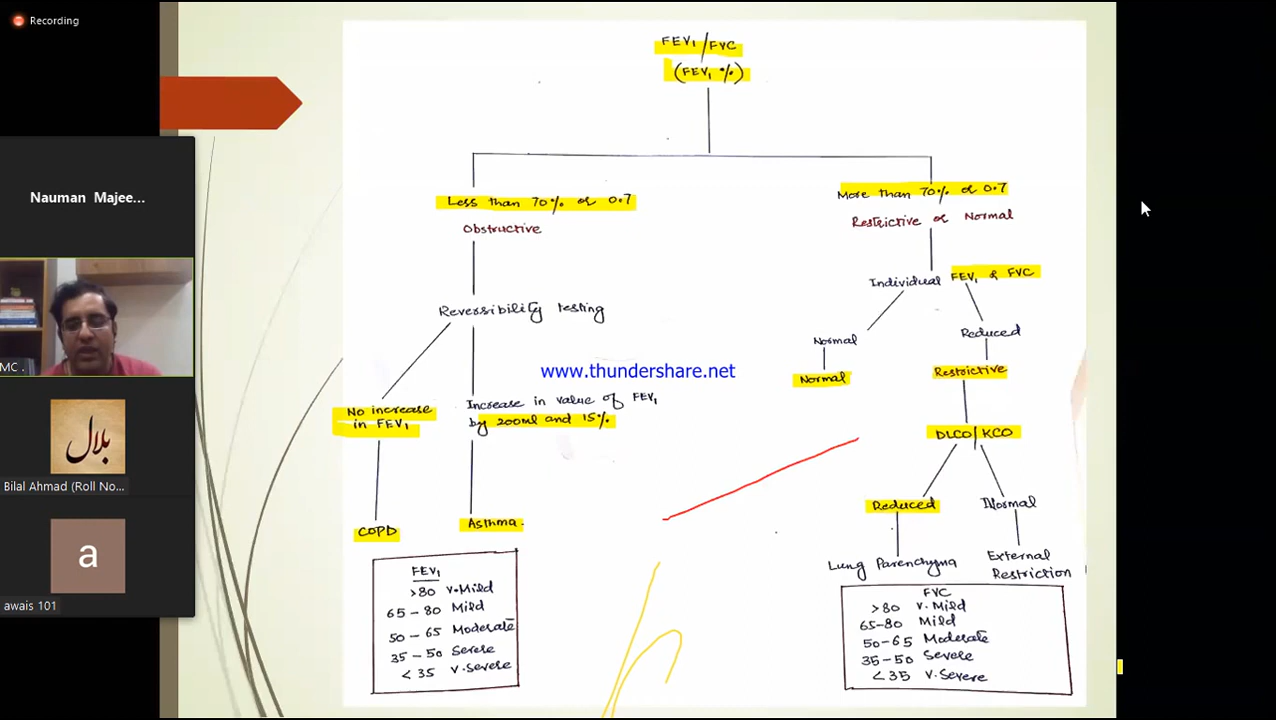 Recording
FEV₁/FVC
(FEV₁ %)
Nauman Majee...
Less than 70% or 0.7
Obstructive
More than 70% or 0.7
Restrictive or Normal
Individual FEV₁ & FVC
Reversibility testing
Normal
Reduced
Normal
Restrictive
www.thundershare.net
MC .
No increase
in FEV₁
Increase in value of FEV₁
by 200ml and 15%
DLCO/KCO
بلال
Bilal Ahmad (Roll No...
Reduced
Normal
COPD
Asthma.
Lung Parenchyma
External
Restriction
a
awais 101
FEV₁
>80 v.Mild
65-80 Mild
50-65 Moderate
35-50 Severe
<35 v.Severe
FVC
>80 v.Mild
65-80 Mild
50-65 Moderate
35-50 Severe
<35 v.Severe